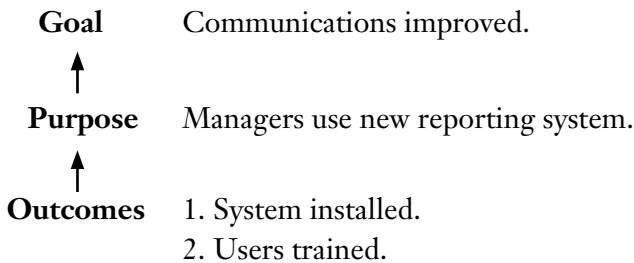 Goal Communications improved.
Purpose Managers use new reporting system.
Outcomes 1. System installed.
2. Users trained.